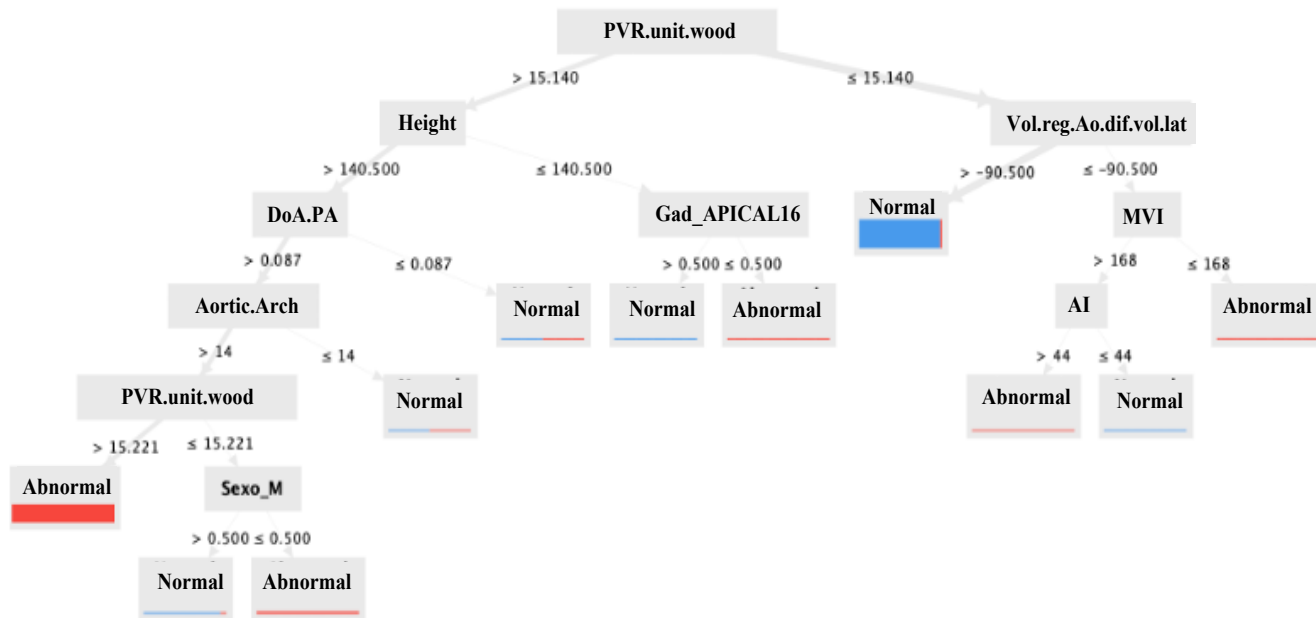 PVR.unit.wood
> 15.140
≤ 15.140
Height
Vol.reg.Ao.dif.vol.lat
> 140.500
≤ 140.500
> -90.500
≤ -90.500
DoA.PA
Gad_APICAL16
Normal
MVI
> 0.087
≤ 0.087
> 0.500 ≤ 0.500
> 168
≤ 168
Aortic.Arch
Normal
Normal
Abnormal
AI
Abnormal
> 14
≤ 14
> 44
≤ 44
PVR.unit.wood
Normal
Abnormal
Normal
> 15.221
≤ 15.221
Abnormal
Sexo_M
> 0.500 ≤ 0.500
Normal
Abnormal